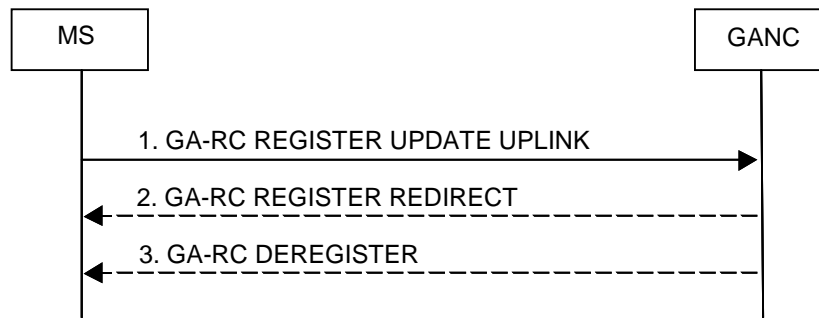 MS
GANC
1. GA-RC REGISTER UPDATE UPLINK
2. GA-RC REGISTER REDIRECT
3. GA-RC DEREGISTER